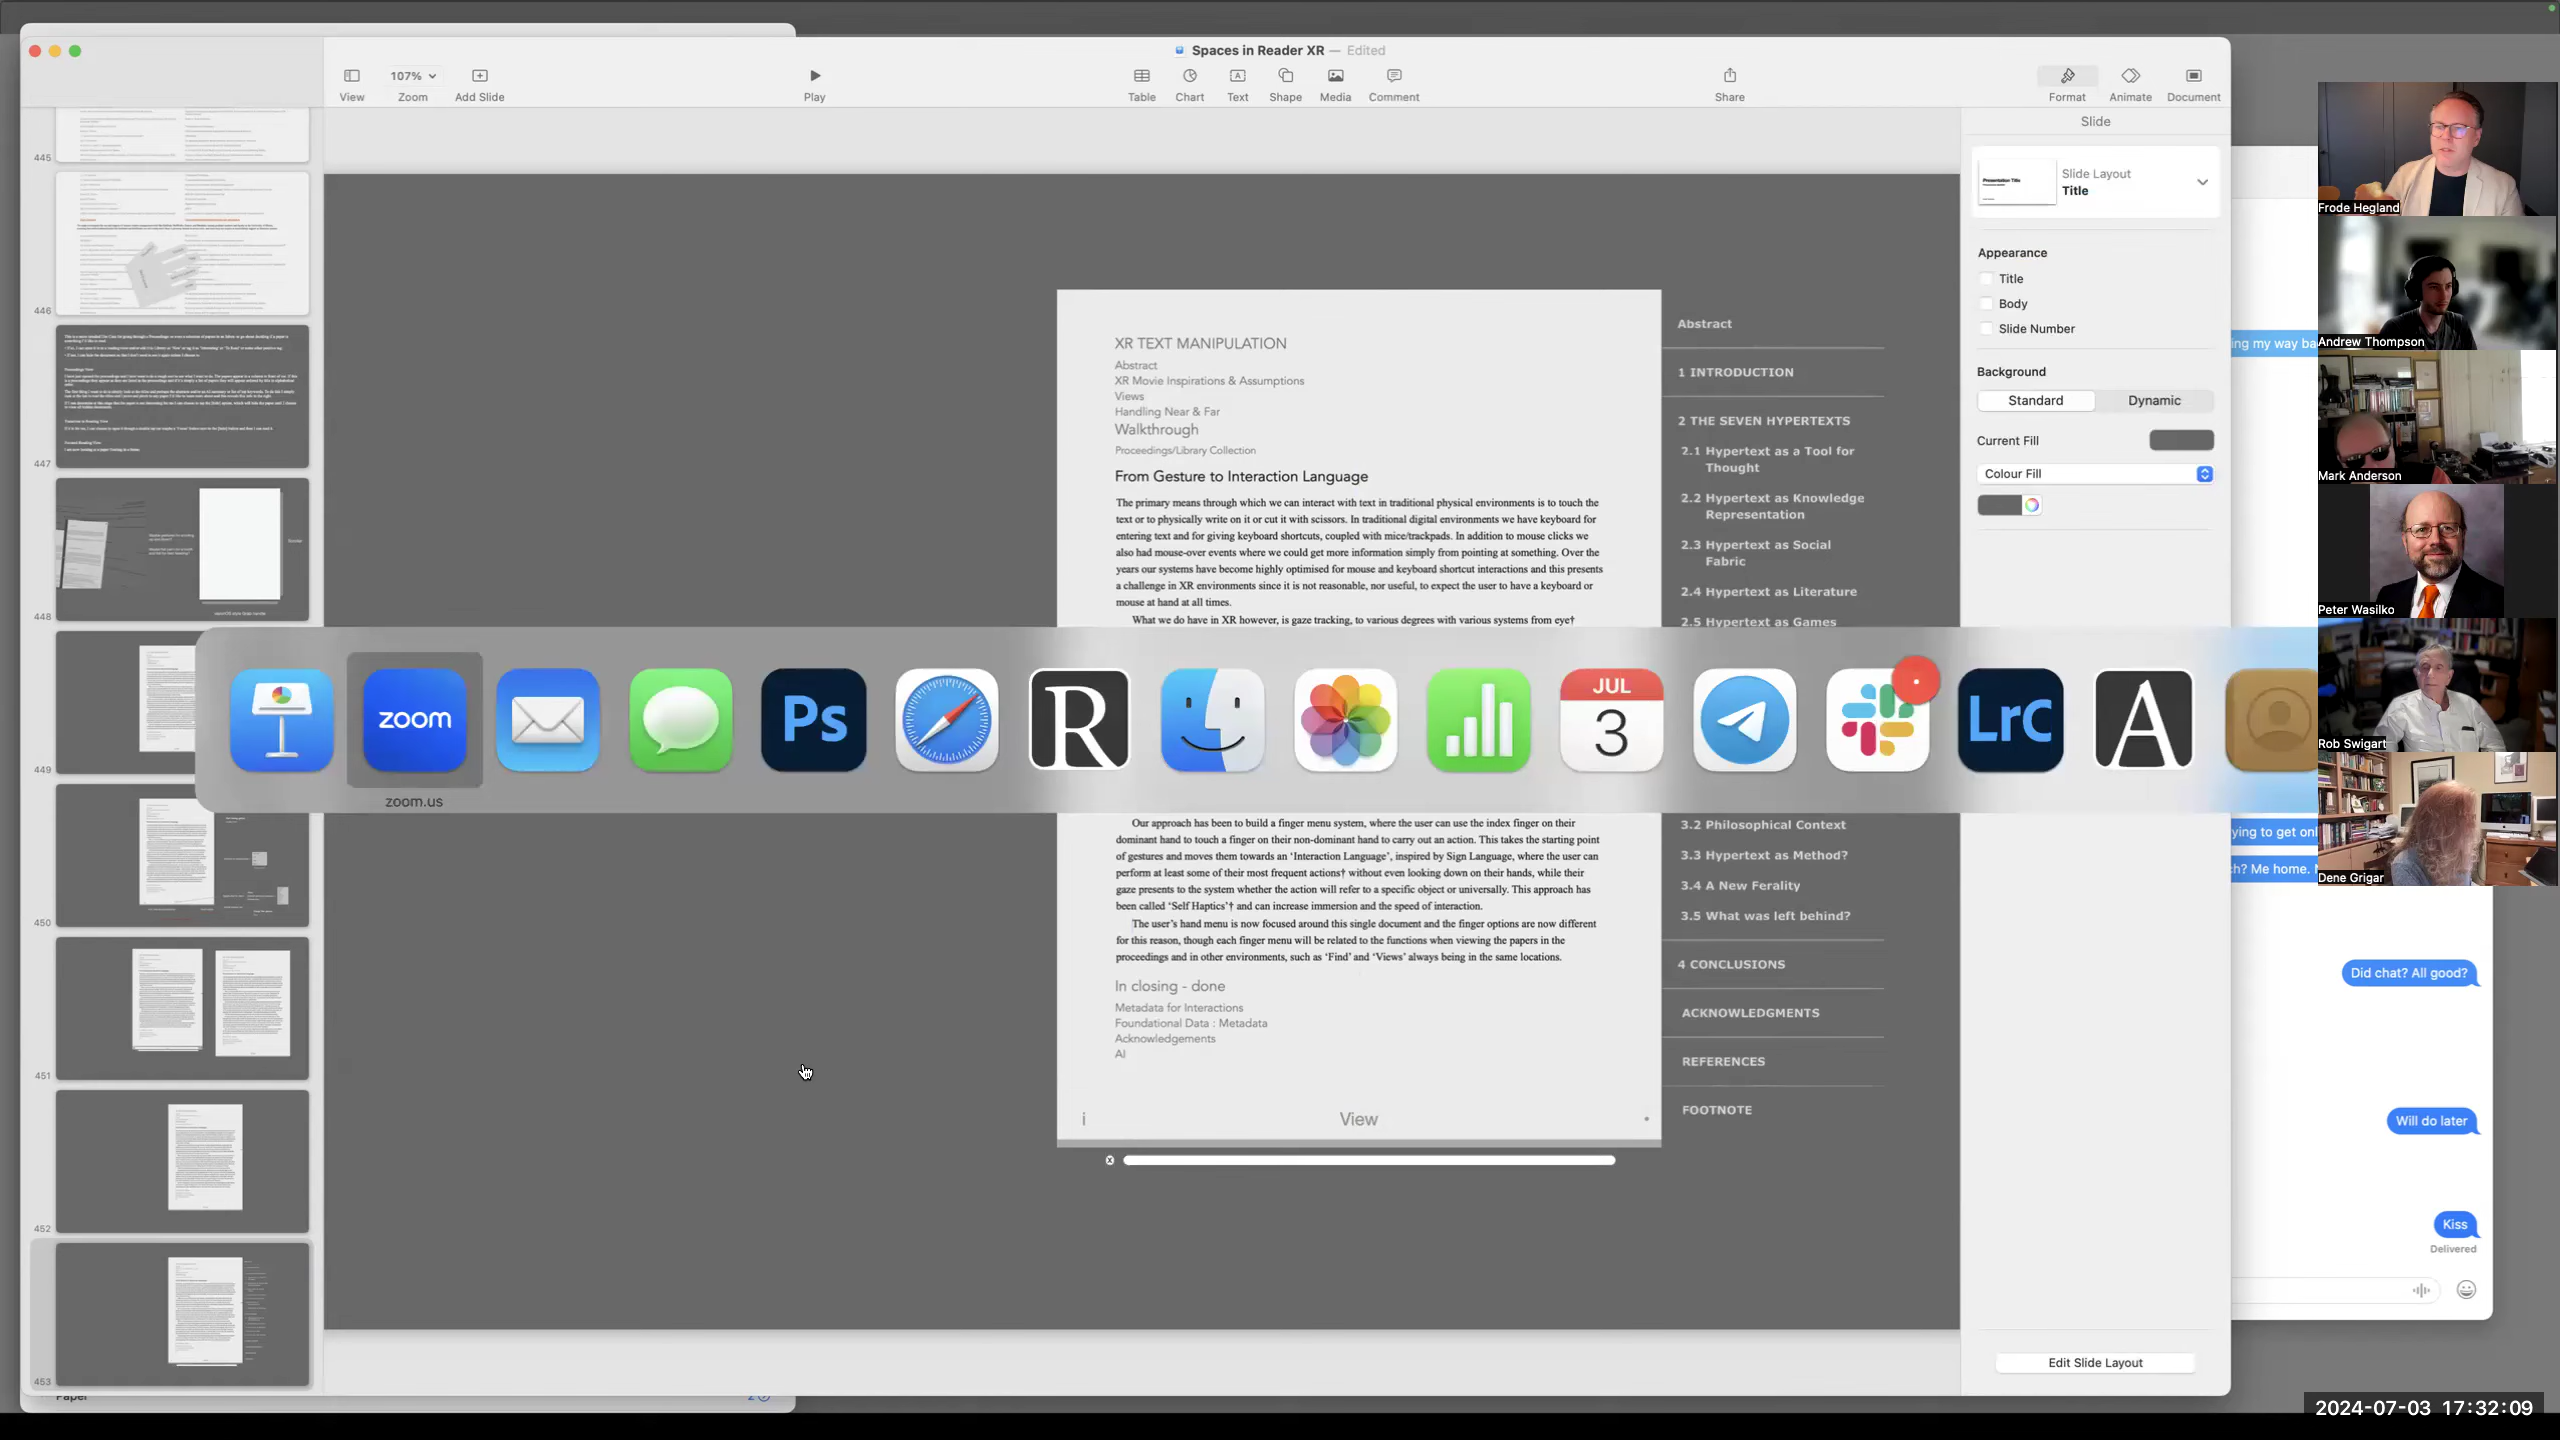 Spaces in Reader XR — Edited
View
107%
Zoom
Add Slide
Play
Table
Chart
Text
Shape
Media
Comment
Share
Format
Animate
Document
445
446
447
448
449
450
451
452
453
XR TEXT MANIPULATION
Abstract
XR Movie Inspirations & Assumptions
Views
Handling Near & Far
Walkthrough
Proceedings/Library Collection
From Gesture to Interaction Language
The primary means through which we can interact with text in traditional physical environments is to touch the
text or to physically write on it or cut it with scissors. In traditional digital environments we have keyboard for
entering text and for giving keyboard shortcuts, coupled with mice/trackpads. In addition to mouse clicks we
also had mouse-over events where we could get more information simply from pointing at something. Over the
years our systems have become highly optimised for mouse and keyboard shortcut interactions and this presents
a challenge in XR environments since it is not reasonable, nor useful, to expect the user to have a keyboard or
mouse at hand at all times.
What we do have in XR however, is gaze tracking, to various degrees with various systems from eye†
Our approach has been to build a finger menu system, where the user can use the index finger on their
dominant hand to touch a finger on their non-dominant hand to carry out an action. This takes the starting point
of gestures and moves them towards an ‘Interaction Language’, inspired by Sign Language, where the user can
perform at least some of their most frequent actions† without even looking down on their hands, while their
gaze presents to the system whether the action will refer to a specific object or universally. This approach has
been called ‘Self Haptics’† and can increase immersion and the speed of interaction.
The user’s hand menu is now focused around this single document and the finger options are now different
for this reason, though each finger menu will be related to the functions when viewing the papers in the
proceedings and in other environments, such as ‘Find’ and ‘Views’ always being in the same locations.
In closing - done
Metadata for Interactions
Foundational Data : Metadata
Acknowledgements
AI
i
View
Abstract
1 INTRODUCTION
2 THE SEVEN HYPERTEXTS
2.1 Hypertext as a Tool for
Thought
2.2 Hypertext as Knowledge
Representation
2.3 Hypertext as Social
Fabric
2.4 Hypertext as Literature
2.5 Hypertext as Games
3.2 Philosophical Context
3.3 Hypertext as Method?
3.4 A New Ferality
3.5 What was left behind?
4 CONCLUSIONS
ACKNOWLEDGMENTS
REFERENCES
FOOTNOTE
zoom
zoom.us
Ps
R
JUL
3
LrC
A
Slide
Presentation Title
Slide Layout
Title
Appearance
Title
Body
Slide Number
Background
Standard
Dynamic
Current Fill
Colour Fill
Edit Slide Layout
Frode Hegland
Andrew Thompson
Mark Anderson
Peter Wasilko
Rob Swigart
Dene Grigar
ing my way ba
ying to get onl
ch? Me home.
Did chat? All good?
Will do later
Kiss
Delivered
Paper
2024-07-03 17:32:09